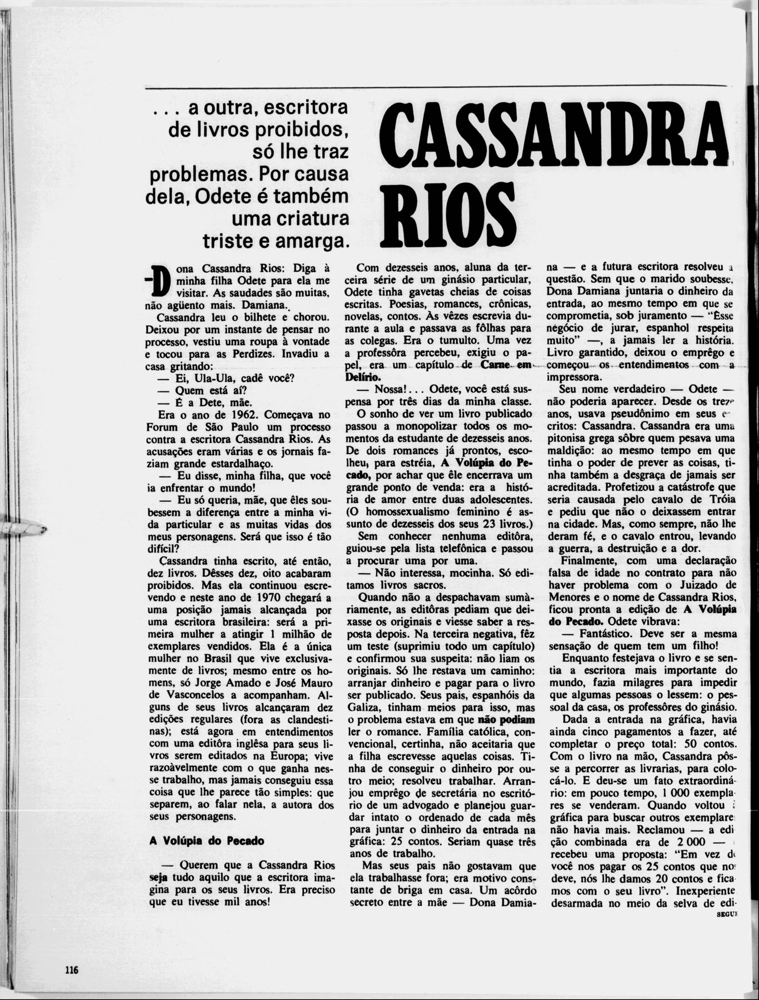 ... a outra, escritora
de livros proibidos,
só lhe traz
problemas. Por causa
dela, Odete é também
uma criatura
triste e amarga.
CASSANDRA
RIOS
-Dona Cassandra Rios: Diga à
minha filha Odete para ela me
visitar. As saudades são muitas,
não agüento mais. Damiana.
Cassandra leu o bilhete e chorou.
Deixou por um instante de pensar no
processo, vestiu uma roupa à vontade
e tocou para as Perdizes. Invadiu a
casa gritando:
— Ei, Ula-Ula, cadê você?
— Quem está aí?
— É a Dete, mãe.
Era o ano de 1962. Começava no
Forum de São Paulo um processo
contra a escritora Cassandra Rios. As
acusações eram várias e os jornais fa-
ziam grande estardalhaço.
— Eu disse, minha filha, que você
ia enfrentar o mundo!
— Eu só queria, mãe, que êles sou-
bessem a diferença entre a minha vi-
da particular e as muitas vidas dos
meus personagens. Será que isso é tão
difícil?
Cassandra tinha escrito, até então,
dez livros. Dêsses dez, oito acabaram
proibidos. Mas ela continuou escre-
vendo e neste ano de 1970 chegará a
uma posição jamais alcançada por
uma escritora brasileira: será a pri-
meira mulher a atingir 1 milhão de
exemplares vendidos. Ela é a única
mulher no Brasil que vive exclusiva-
mente de livros; mesmo entre os ho-
mens, só Jorge Amado e José Mauro
de Vasconcelos a acompanham. Al-
guns de seus livros alcançaram dez
edições regulares (fora as clandesti-
nas); está agora em entendimentos
com uma editôra inglêsa para seus li-
vros serem editados na Europa; vive
razoàvelmente com o que ganha nes-
se trabalho, mas jamais conseguiu essa
coisa que lhe parece tão simples: que
separem, ao falar nela, a autora dos
seus personagens.
A Volúpia do Pecado
— Querem que a Cassandra Rios
seja tudo aquilo que a escritora ima-
gina para os seus livros. Era preciso
que eu tivesse mil anos!
Com dezesseis anos, aluna da ter-
ceira série de um ginásio particular,
Odete tinha gavetas cheias de coisas
escritas. Poesias, romances, crônicas,
novelas, contos. Às vêzes escrevia du-
rante a aula e passava as fôlhas para
as colegas. Era o tumulto. Uma vez
a professôra percebeu, exigiu o pa-
pel, era um capítulo de Carne em
Delírio.
— Nossa!... Odete, você está sus-
pensa por três dias da minha classe.
O sonho de ver um livro publicado
passou a monopolizar todos os mo-
mentos da estudante de dezesseis anos.
De dois romances já prontos, esco-
lheu, para estréia, A Volúpia do Pe-
cado, por achar que êle encerrava um
grande ponto de venda: era a histó-
ria de amor entre duas adolescentes.
(O homossexualismo feminino é as-
sunto de dezesseis dos seus 23 livros.)
Sem conhecer nenhuma editôra,
guiou-se pela lista telefônica e passou
a procurar uma por uma.
— Não interessa, mocinha. Só edi-
tamos livros sacros.
Quando não a despachavam sumà-
riamente, as editôras pediam que dei-
xasse os originais e viesse saber a res-
posta depois. Na terceira negativa, fêz
um teste (suprimiu todo um capítulo)
e confirmou sua suspeita: não liam os
originais. Só lhe restava um caminho:
arranjar dinheiro e pagar para o livro
ser publicado. Seus pais, espanhóis da
Galiza, tinham meios para isso, mas
o problema estava em que não podiam
ler o romance. Família católica, con-
vencional, certinha, não aceitaria que
a filha escrevesse aquelas coisas. Ti-
nha de conseguir o dinheiro por ou-
tro meio; resolveu trabalhar. Arran-
jou emprêgo de secretária no escritó-
rio de um advogado e planejou guar-
dar intato o ordenado de cada mês
para juntar o dinheiro da entrada na
gráfica: 25 contos. Seriam quase três
anos de trabalho.
Mas seus pais não gostavam que
ela trabalhasse fora; era motivo cons-
tante de briga em casa. Um acôrdo
secreto entre a mãe — Dona Damia-
na — e a futura escritora resolveu a
questão. Sem que o marido soubesse,
Dona Damiana juntaria o dinheiro da
entrada, ao mesmo tempo em que se
comprometia, sob juramento — “Êsse
negócio de jurar, espanhol respeita
muito” —, a jamais ler a história.
Livro garantido, deixou o emprêgo e
começou os entendimentos com a
impressora.
Seu nome verdadeiro — Odete —
não poderia aparecer. Desde os treze
anos, usava pseudônimo em seus es-
critos: Cassandra. Cassandra era uma
pitonisa grega sôbre quem pesava uma
maldição: ao mesmo tempo em que
tinha o poder de prever as coisas, ti-
nha também a desgraça de jamais ser
acreditada. Profetizou a catástrofe que
seria causada pelo cavalo de Tróia
e pediu que não o deixassem entrar
na cidade. Mas, como sempre, não lhe
deram fé, e o cavalo entrou, levando
a guerra, a destruição e a dor.
Finalmente, com uma declaração
falsa de idade no contrato para não
haver problema com o Juizado de
Menores e o nome de Cassandra Rios,
ficou pronta a edição de A Volúpia
do Pecado. Odete vibrava:
— Fantástico. Deve ser a mesma
sensação de quem tem um filho!
Enquanto festejava o livro e se sen-
tia a escritora mais importante do
mundo, fazia milagres para impedir
que algumas pessoas o lessem: o pes-
soal da casa, os professôres do ginásio.
Dada a entrada na gráfica, havia
ainda cinco pagamentos a fazer, até
completar o preço total: 50 contos.
Com o livro na mão, Cassandra pôs-
se a percorrer as livrarias, para colo-
cá-lo. E deu-se um fato extraordiná-
rio: em pouco tempo, 1 000 exempla-
res se venderam. Quando voltou
gráfica para buscar outros exemplare
não havia mais. Reclamou — a edi
ção combinada era de 2 000 —
recebeu uma proposta: “Em vez de
você nos pagar os 25 contos que nos
deve, nós lhe damos 20 contos e fica-
mos com o seu livro”. Inexperiente
desarmada no meio da selva de edi-
SEGUE
116